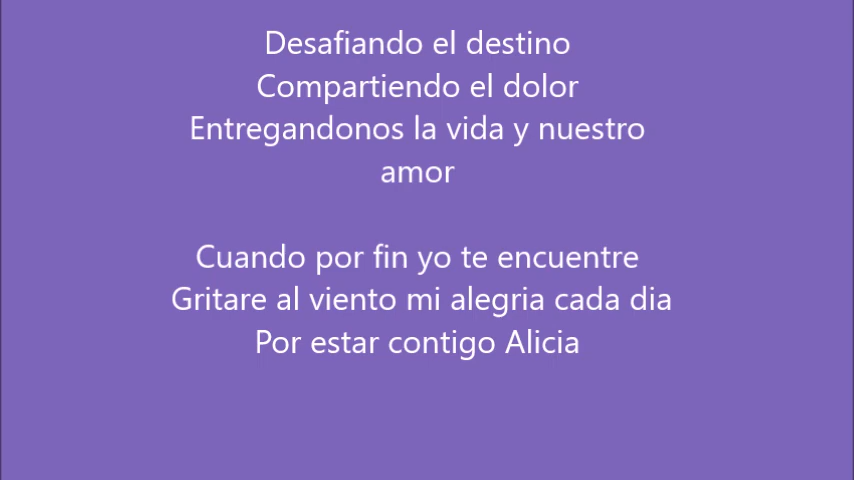 Desafiando el destino
Compartiendo el dolor
Entregandonos la vida y nuestro
amor
Cuando por fin yo te encuentre
Gritare al viento mi alegria cada dia
Por estar contigo Alicia